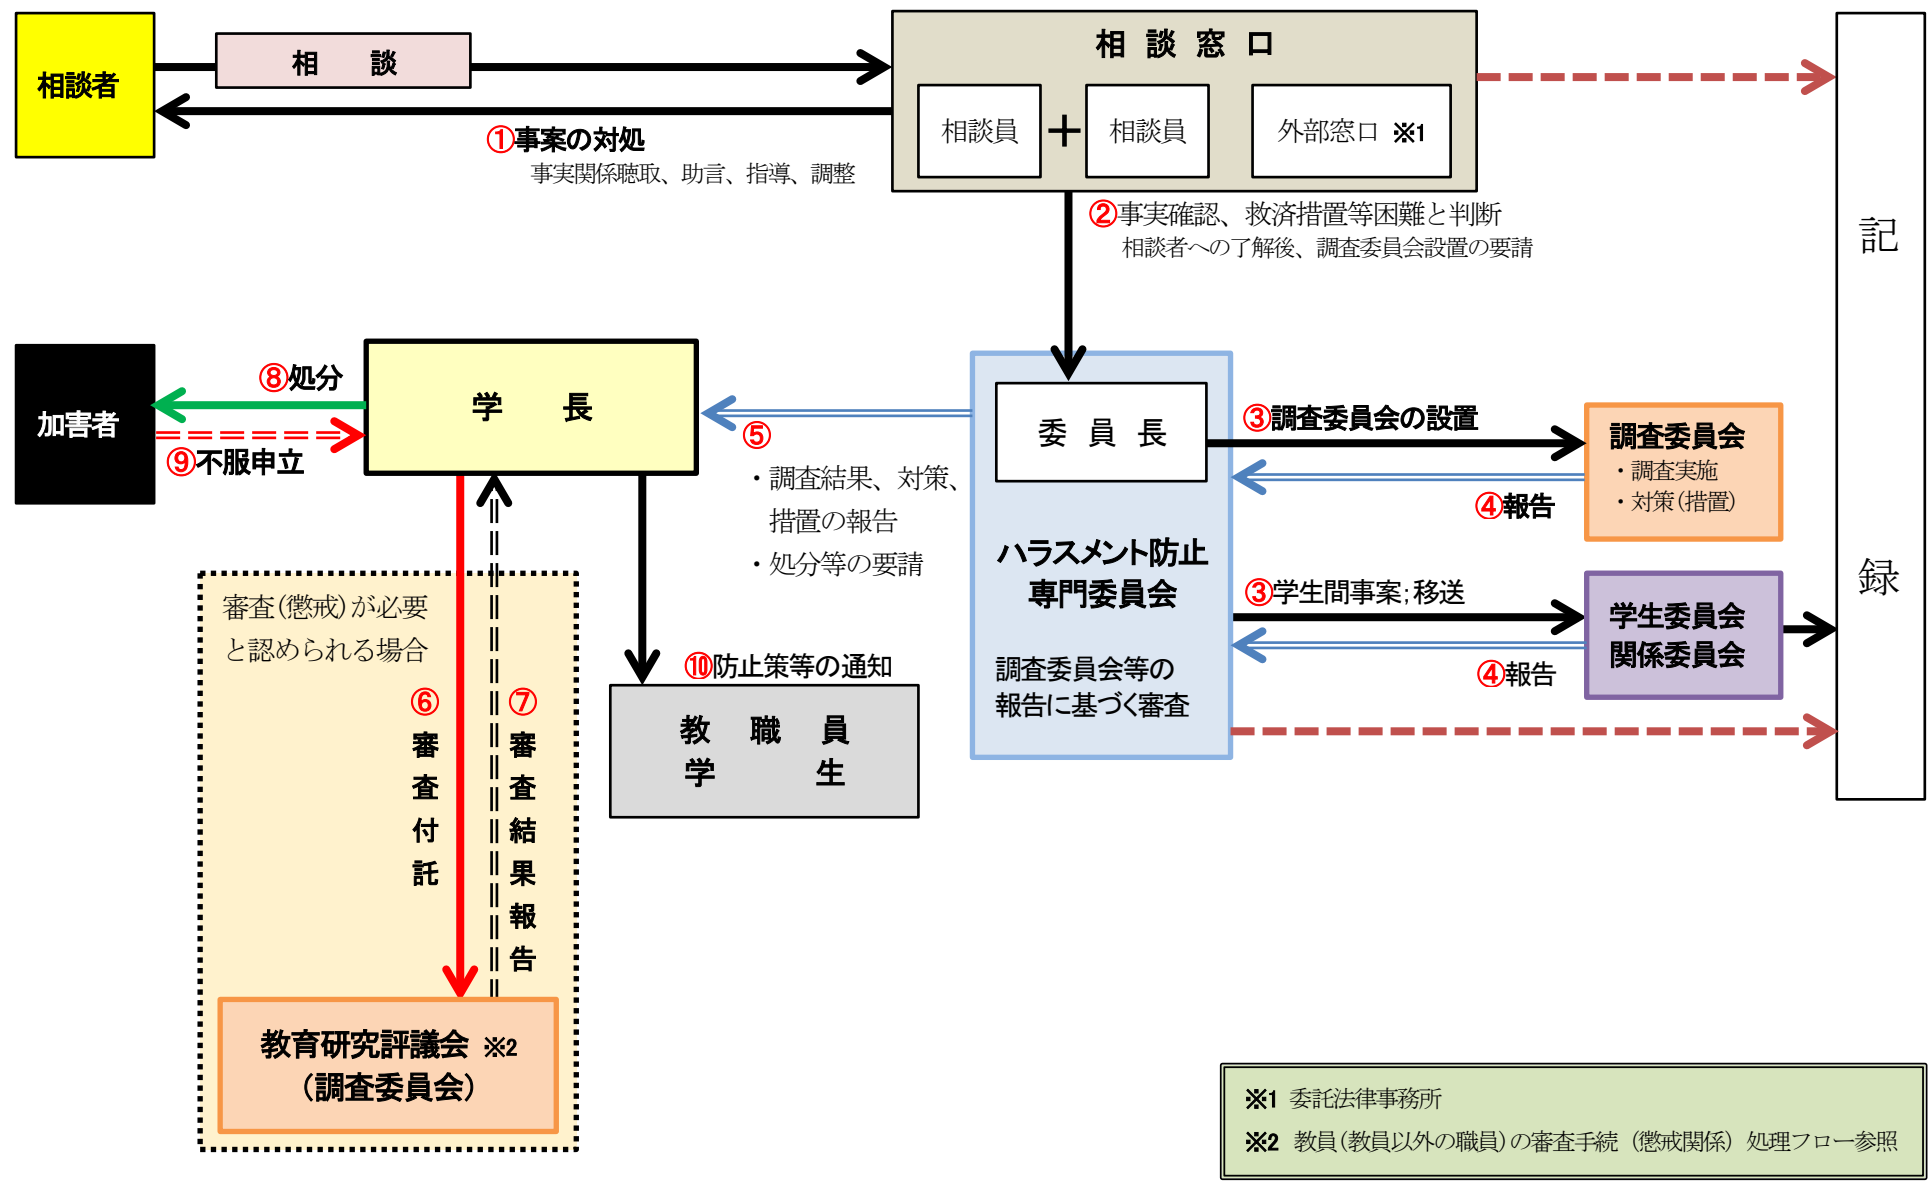 相談者
相　談
相 談 窓 口
相談員
＋
相談員
外部窓口 ※1
①事案の対処
事実関係聴取、助言、指導、調整
②事実確認、救済措置等困難と判断
相談者への了解後、調査委員会設置の要請
記録
加害者
⑧処分
⑨不服申立
学　長
⑤
・調査結果、対策、
措置の報告
・処分等の要請
委 員 長
ハラスメント防止
専門委員会
調査委員会等の
報告に基づく審査
③調査委員会の設置
④報告
調査委員会
・調査実施
・対策(措置)
③学生間事案;移送
④報告
学生委員会
関係委員会
審査(懲戒)が必要
と認められる場合
⑥審査付託
⑦審査結果報告
⑩防止策等の通知
教 職 員
学　生
教育研究評議会 ※2
（調査委員会）
※1 委託法律事務所
※2 教員(教員以外の職員)の審査手続（懲戒関係）処理フロー参照